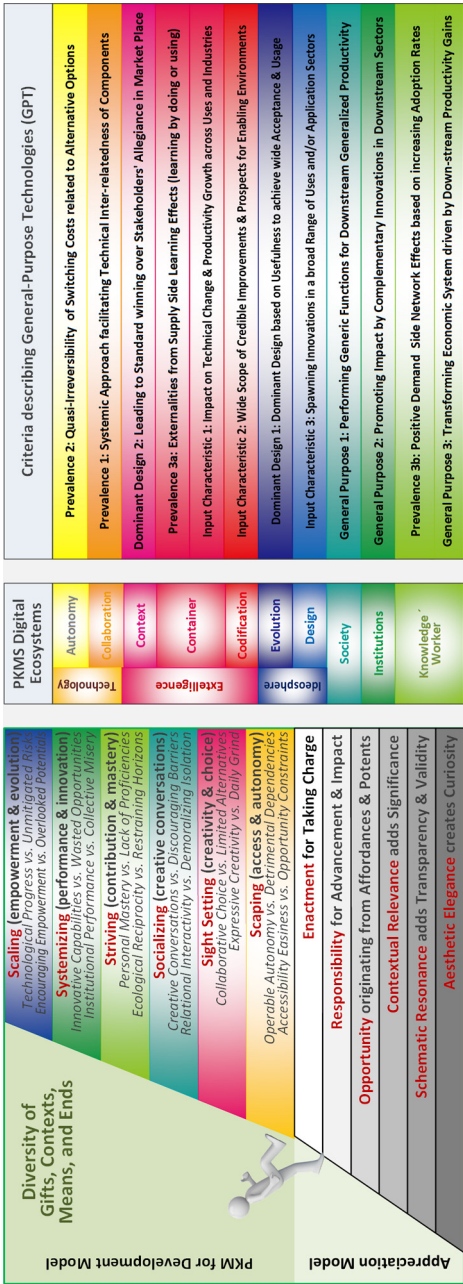 Diversity of
Gifts, Contexts,
Means, and Ends
PKM for Development Model
Appreciation Model
Scaling (empowerment & evolution)
Technological Progress vs. Unmitigated Risk
Encouraging Empowerment vs. Overlooked Potential
Systemizing (performance & innovation)
Innovative Capabilities vs. Wasted Opportunities
Institutional Performance vs. Collective Misery
Striving (contribution & mastery)
Personal Mastery vs. Lack of Proficiencies
Ecological Reciprocity vs. Restraining Horizons
Socializing (creative conversations)
Creative Conversations vs. Discouraging Barriers
Relational Interactivity vs. Demoralizing Isolation
Sight Setting (creativity & choice)
Collaborative Choice vs. Limited Alternatives
Expressive Creativity vs. Daily Grind
Scaping (access & autonomy)
Operable Autonomy vs. Detrimental Dependencies
Accessibility Easiness vs. Opportunity Constraints
Enactment for Taking Charge
Responsibility for Advancement & Impact
Opportunity originating from Affordances & Potents
Contextual Relevance adds Significance
Schematic Resonance adds Transparency & Validity
Aesthetic Elegance creates Curiosity
PKMS Digital
Ecosystems
Technology
Extelligence
Ideosphere
Autonomy
Collaboration
Context
Container
Codification
Evolution
Design
Society
Institutions
Knowledge´
Worker
Criteria describing General-Purpose Technologies (GPT)
Prevalence 2: Quasi-Irreversibility of Switching Costs related to Alternative Options
Prevalence 1: Systemic Approach facilitating Technical Inter-relatedness of Components
Dominant Design 2: Leading to Standard winning over Stakeholders' Allegiance in Market Place
Prevalence 3a: Externalities from Supply Side Learning Effects (learning by doing or using)
Input Characteristic 1: Impact on Technical Change & Productivity Growth across Uses and Industries
Input Characteristic 2: Wide Scope of Credible Improvements & Prospects for Enabling Environments
Dominant Design 1: Dominant Design based on Usefulness to achieve wide Acceptance & Usage
Input Characteristic 3: Spawning Innovations in a broad Range of Uses and/or Application Sectors
General Purpose 1: Performing Generic Functions for Downstream Generalized Productivity
General Purpose 2: Promoting Impact by Complementary Innovations in Downstream Sectors
Prevalence 3b: Positive Demand Side Network Effects based on increasing Adoption Rates
General Purpose 3: Transforming Economic System driven by Down-stream Productivity Gains